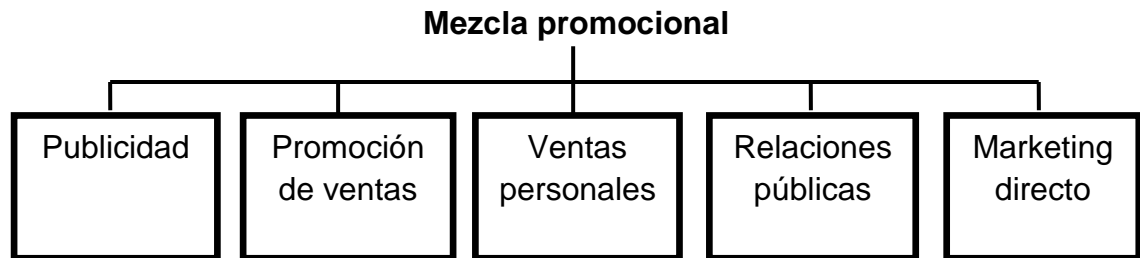 Mezcla promocional
Publicidad
Promoción
de ventas
Ventas
personales
Relaciones
públicas
Marketing
directo